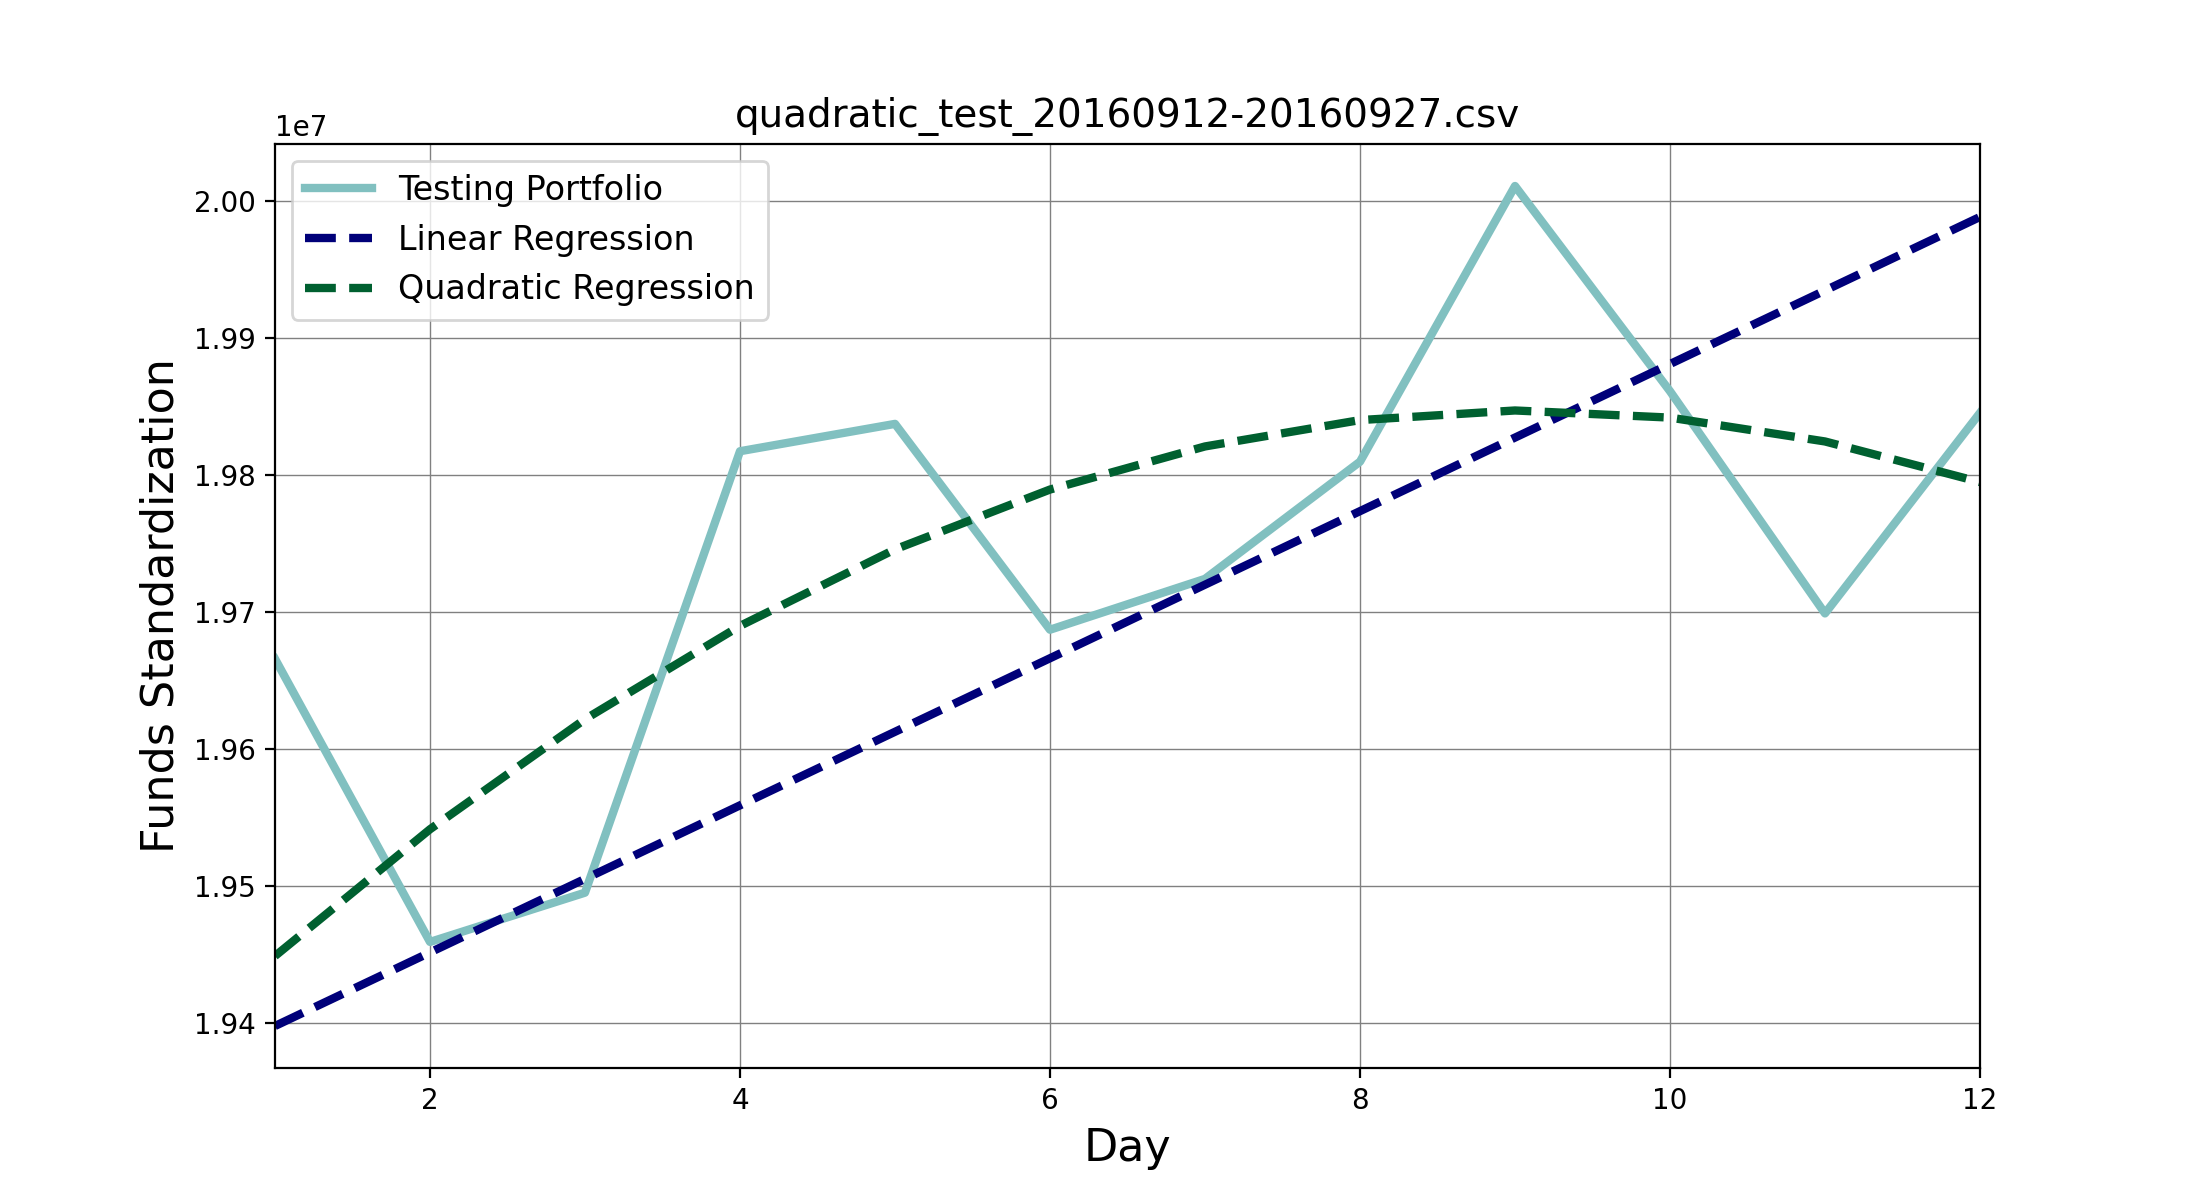 quadratic_test_20160912-20160927.csv
1e7
Testing Portfolio
Linear Regression
Quadratic Regression
2.00
1.99
1.98
1.97
1.96
1.95
1.94
Funds Standardization
2 4 6 8 10 12
Day